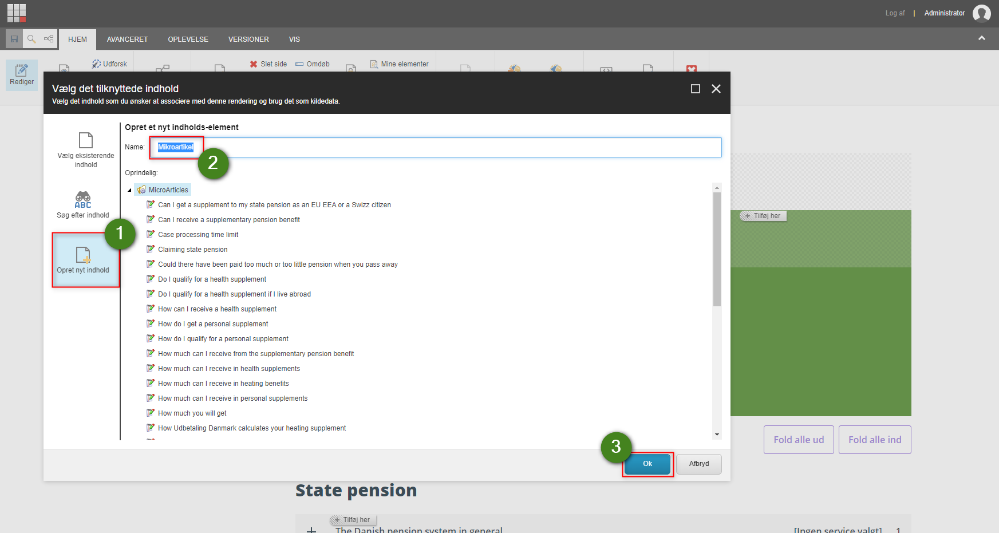 Log af | Administrator
HJEM AVANCERET OPLEVELSE VERSIONER VIS
Rediger
Udforsk
Slet side
Omdøb
Mine elementer
Vælg det tilknyttede indhold
Vælg det indhold som du ønsker at associere med denne rendering og brug det som kildedata.
Vælg eksisterende
indhold
ABC
Søg efter indhold
1
Opret nyt indhold
Opret et nyt indholds-element
Name: Mikroartikel
2
Oprindelig:
MicroArticles
Can I get a supplement to my state pension as an EU EEA or a Swizz citizen
Can I receive a supplementary pension benefit
Case processing time limit
Claiming state pension
Could there have been paid too much or too little pension when you pass away
Do I qualify for a health supplement
Do I qualify for a health supplement if I live abroad
How can I receive a health supplement
How do I get a personal supplement
How do I qualify for a personal supplement
How much can I receive from the supplementary pension benefit
How much can I receive in health supplements
How much can I receive in heating benefits
How much can I receive in personal supplements
How much you will get
How Udbetaling Danmark calculates your heating supplement
3
Ok
Afbryd
+ Tilføj her
Fold alle ud
Fold alle ind
State pension
+ Tilføj her
The Danish pension system in general
[Ingen service valgt] 1